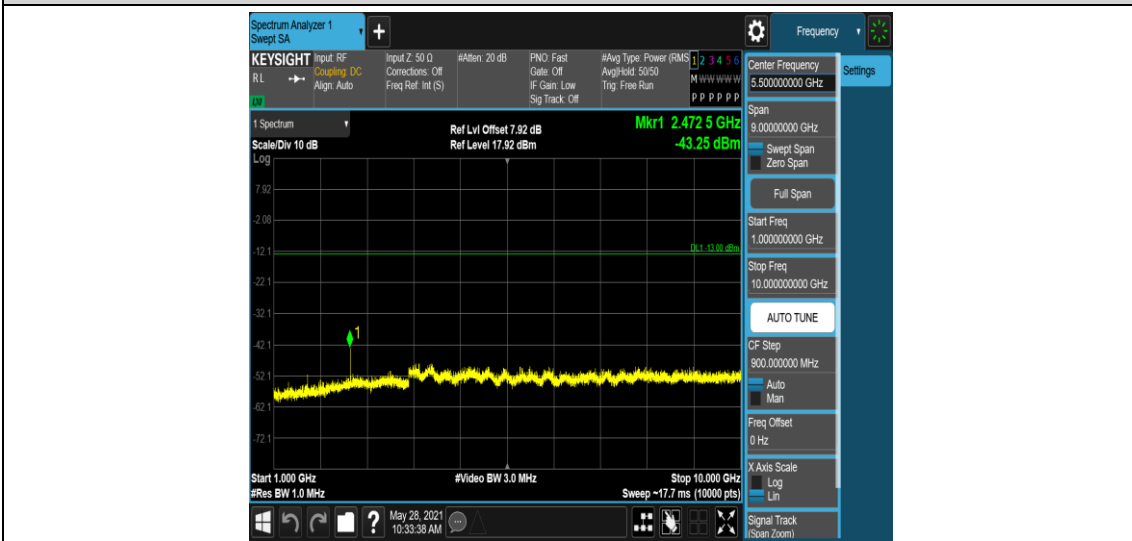 Spectrum Analyzer 1
Swept SA
+
Frequency
KEYSIGHT
RL
LXI
Input: RF
Coupling: DC
Align: Auto
Input Z: 50 Ω
Corrections: Off
Freq Ref: Int (S)
#Atten: 20 dB
PNO: Fast
Gate: Off
IF Gain: Low
Sig Track: Off
#Avg Type: Power (RMS
Avg|Hold: 50/50
Trig: Free Run
1 2 3 4 5 6
M W W W W W
P P P P P P
1 Spectrum
Scale/Div 10 dB
Log
Ref Lvl Offset 7.92 dB
Ref Level 17.92 dBm
Mkr1 2.472 5 GHz
-43.25 dBm
7.92
-2.08
-12.1
-22.1
-32.1
-42.1
-52.1
-62.1
-72.1
DL1 -13.00 dBm
1
Start 1.000 GHz
#Res BW 1.0 MHz
#Video BW 3.0 MHz
Stop 10.000 GHz
Sweep ~17.7 ms (10000 pts)
?
May 28, 2021
10:33:38 AM
Center Frequency
5.500000000 GHz
Settings
Span
9.00000000 GHz
Swept Span
Zero Span
Full Span
Start Freq
1.000000000 GHz
Stop Freq
10.000000000 GHz
AUTO TUNE
CF Step
900.000000 MHz
Auto
Man
Freq Offset
0 Hz
X Axis Scale
Log
Lin
Signal Track
(Span Zoom)